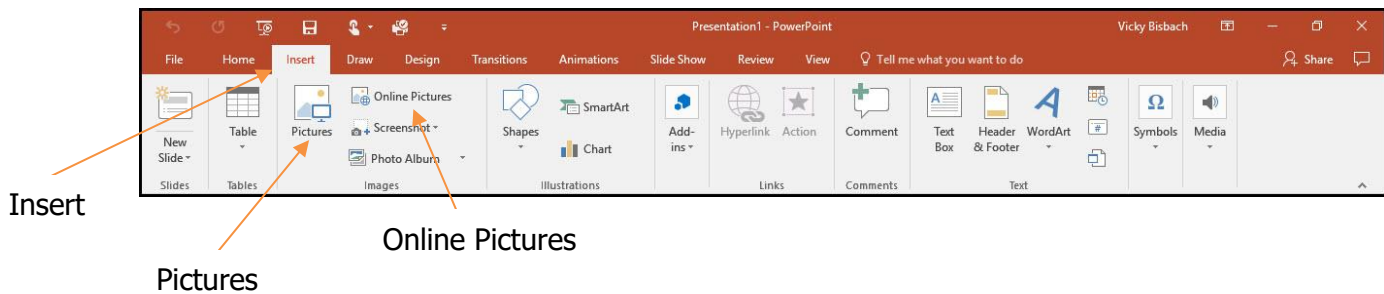 Presentation1 - PowerPoint Vicky Bisbach
File Home Insert Draw Design Transitions Animations Slide Show Review View Tell me what you want to do Share
Online Pictures
SmartArt
Screenshot
New
Slide
Table
Pictures
Photo Album
Shapes
Chart
Add-
ins
Hyperlink Action
Comment
Text
Box
Header
& Footer
WordArt
A
A
#
Ω
Symbols
Media
Slides Tables Images Illustrations Links Comments Text
Insert
Online Pictures
Pictures